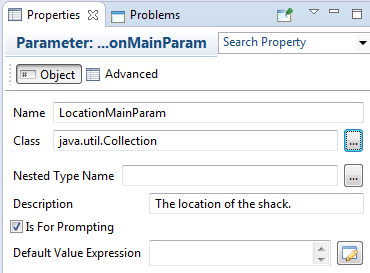 Properties Problems
Parameter: ...onMainParam Search Property
Object Advanced
Name LocationMainParam
Class java.util.Collection ...
Nested Type Name ...
Description The location of the shack.
Is For Prompting
Default Value Expression